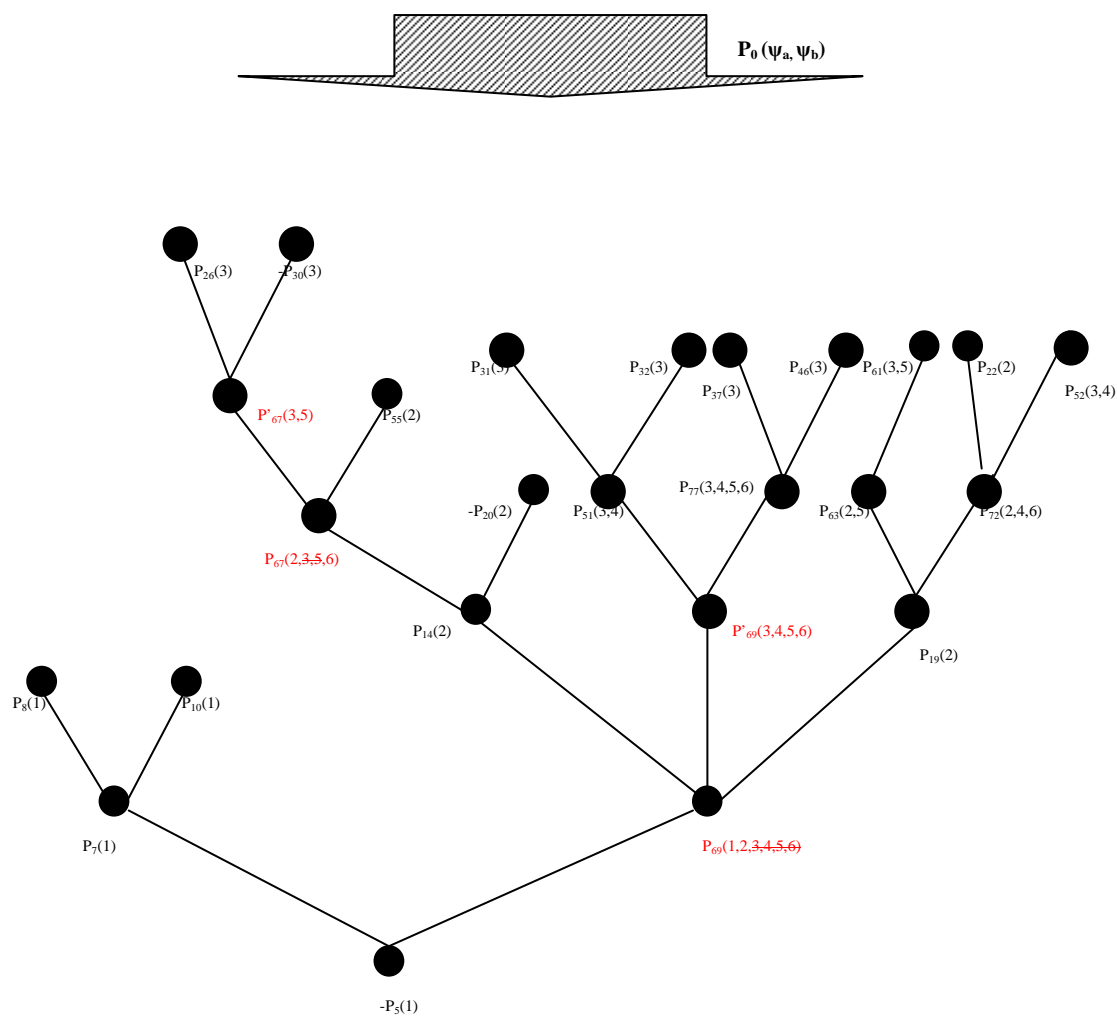 P₀ (ψₐ, ψ_b)
P₂₆(3)
-P₃₀(3)
P₃₁(3)
P₃₂(3)
P₃₇(3)
P₄₆(3)
P₆₁(3,5)
P₂₂(2)
P₅₂(3,4)
P'₆₇(3,5)
P₅₅(2)
P₇₇(3,4,5,6)
-P₂₀(2)
P₅₁(3,4)
P₆₃(2,5)
P₇₂(2,4,6)
P₆₇(2,3,5,6)
P₁₄(2)
P'₆₉(3,4,5,6)
P₁₉(2)
P₈(1)
P₁₀(1)
P₇(1)
P₆₉(1,2,3,4,5,6)
-P₅(1)